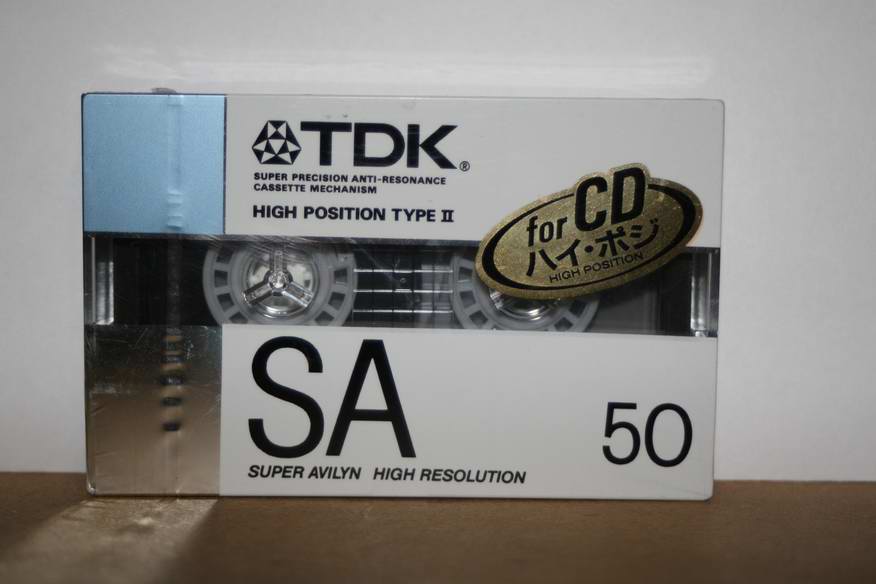 TDK®
SUPER PRECISION ANTI-RESONANCE
CASSETTE MECHANISM
HIGH POSITION TYPE II
for CD
ハイ・ポジ
HIGH POSITION
SA
50
SUPER AVILYN HIGH RESOLUTION